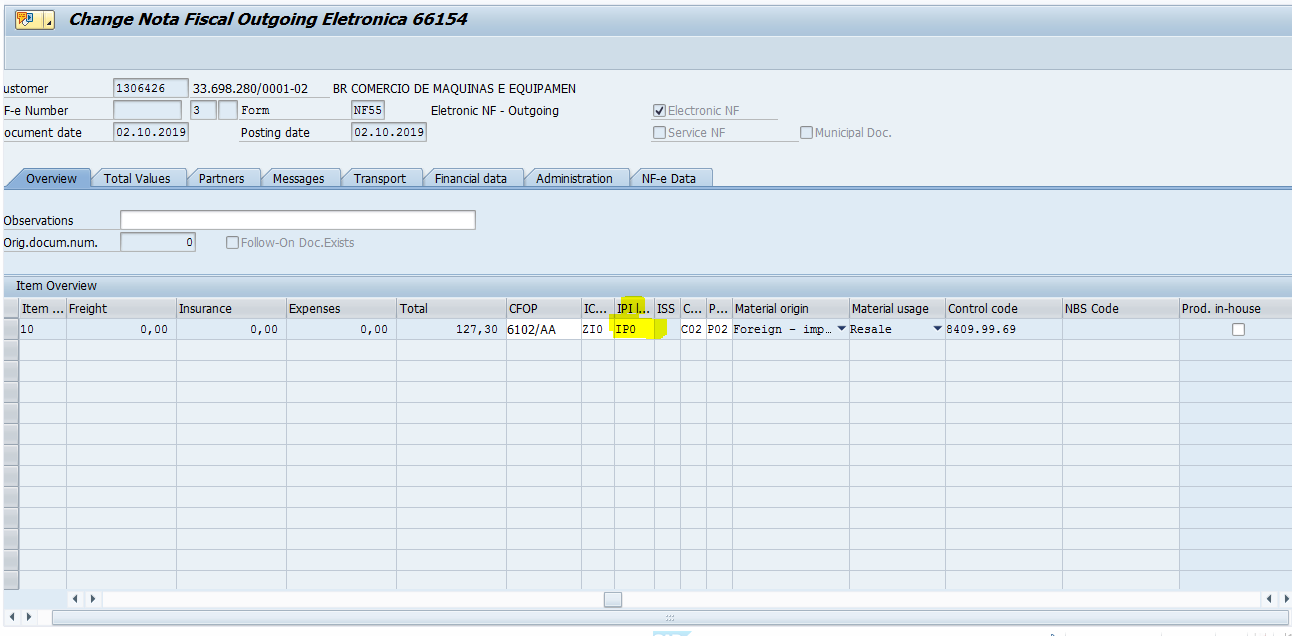 Change Nota Fiscal Outgoing Eletronica 66154
ustomer 1306426 33.698.280/0001-02 BR COMERCIO DE MAQUINAS E EQUIPAMEN
F-e Number 3 Form NF55 Eletronic NF - Outgoing Electronic NF
ocument date 02.10.2019 Posting date 02.10.2019 Service NF Municipal Doc.
Overview Total Values Partners Messages Transport Financial data Administration NF-e Data
Observations
Orig.docum.num. 0 Follow-On Doc.Exists
Item Overview
Item ... Freight Insurance Expenses Total CFOP IC... IPI l... ISS C... P... Material origin Material usage Control code NBS Code Prod. in-house
10 0,00 0,00 0,00 127,30 6102/AA ZI0 IP0 C02 P02 Foreign - imp... Resale 8409.99.69